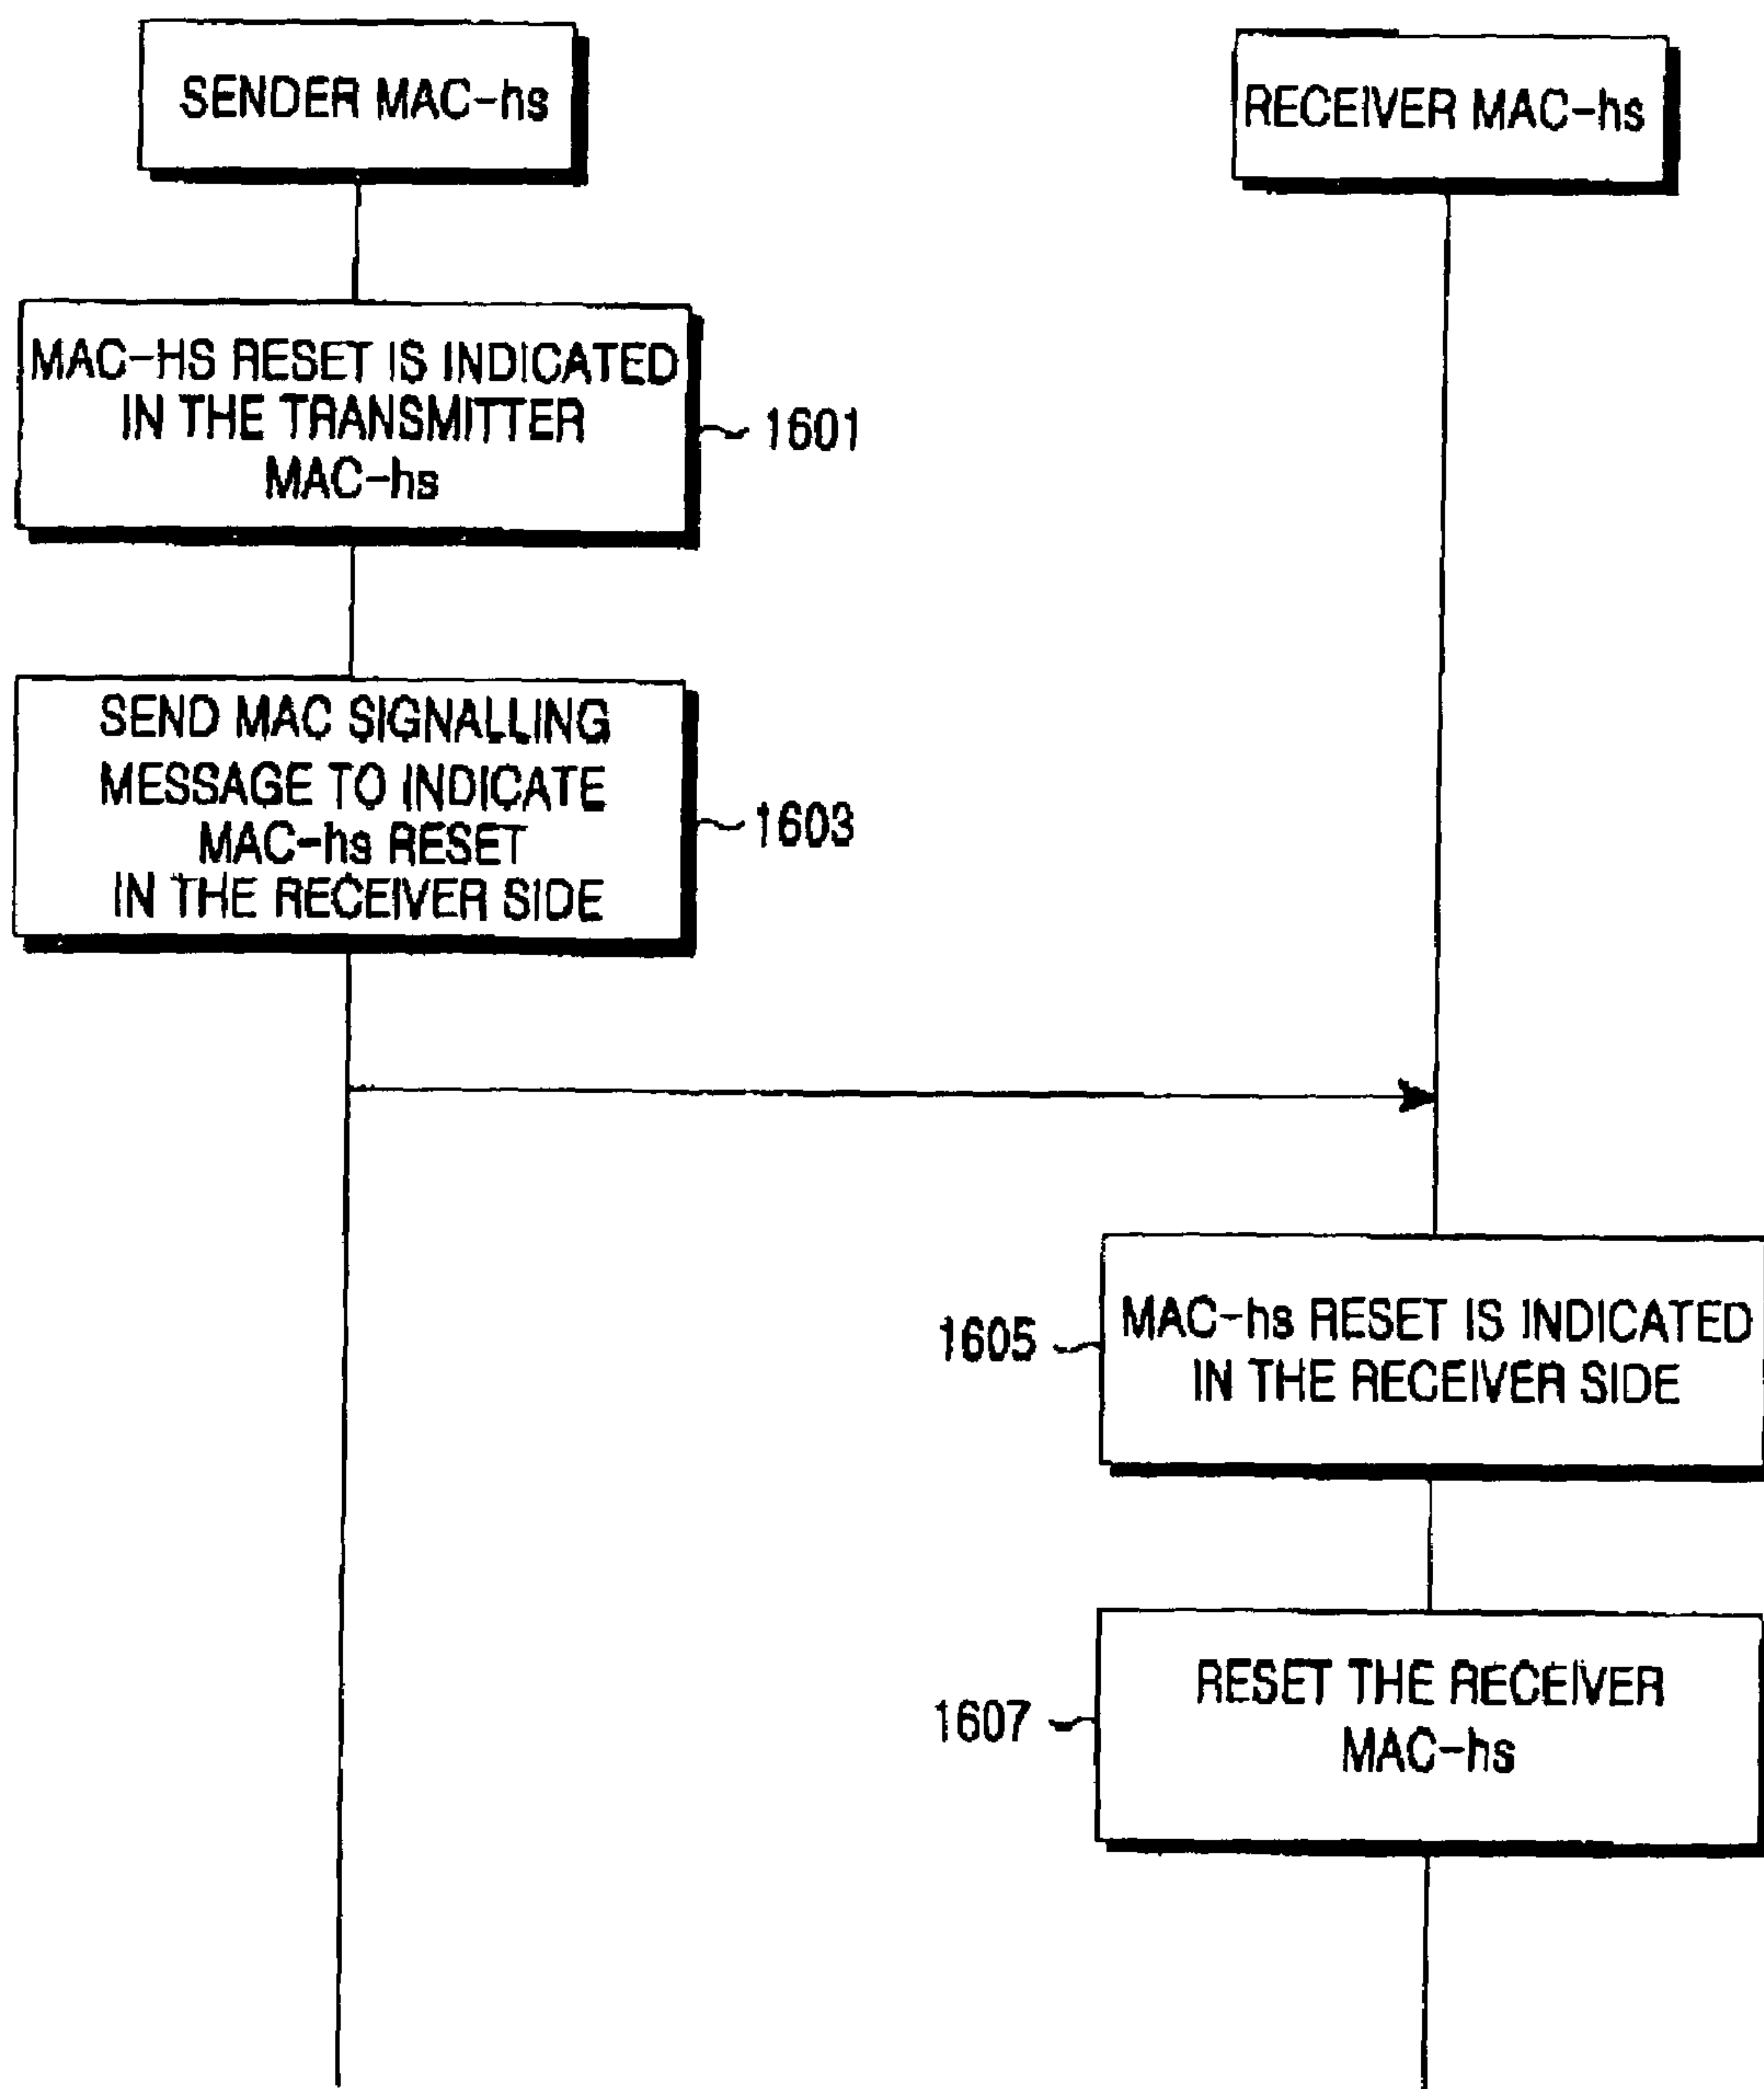 SENDER MAC-hs
RECEIVER MAC-hs
MAC-HS RESET IS INDICATED
IN THE TRANSMITTER
MAC-hs
1601
SEND MAC SIGNALLING
MESSAGE TO INDICATE
MAC-hs RESET
IN THE RECEIVER SIDE
1603
1605
MAC-hs RESET IS INDICATED
IN THE RECEIVER SIDE
1607
RESET THE RECEIVER
MAC-hs